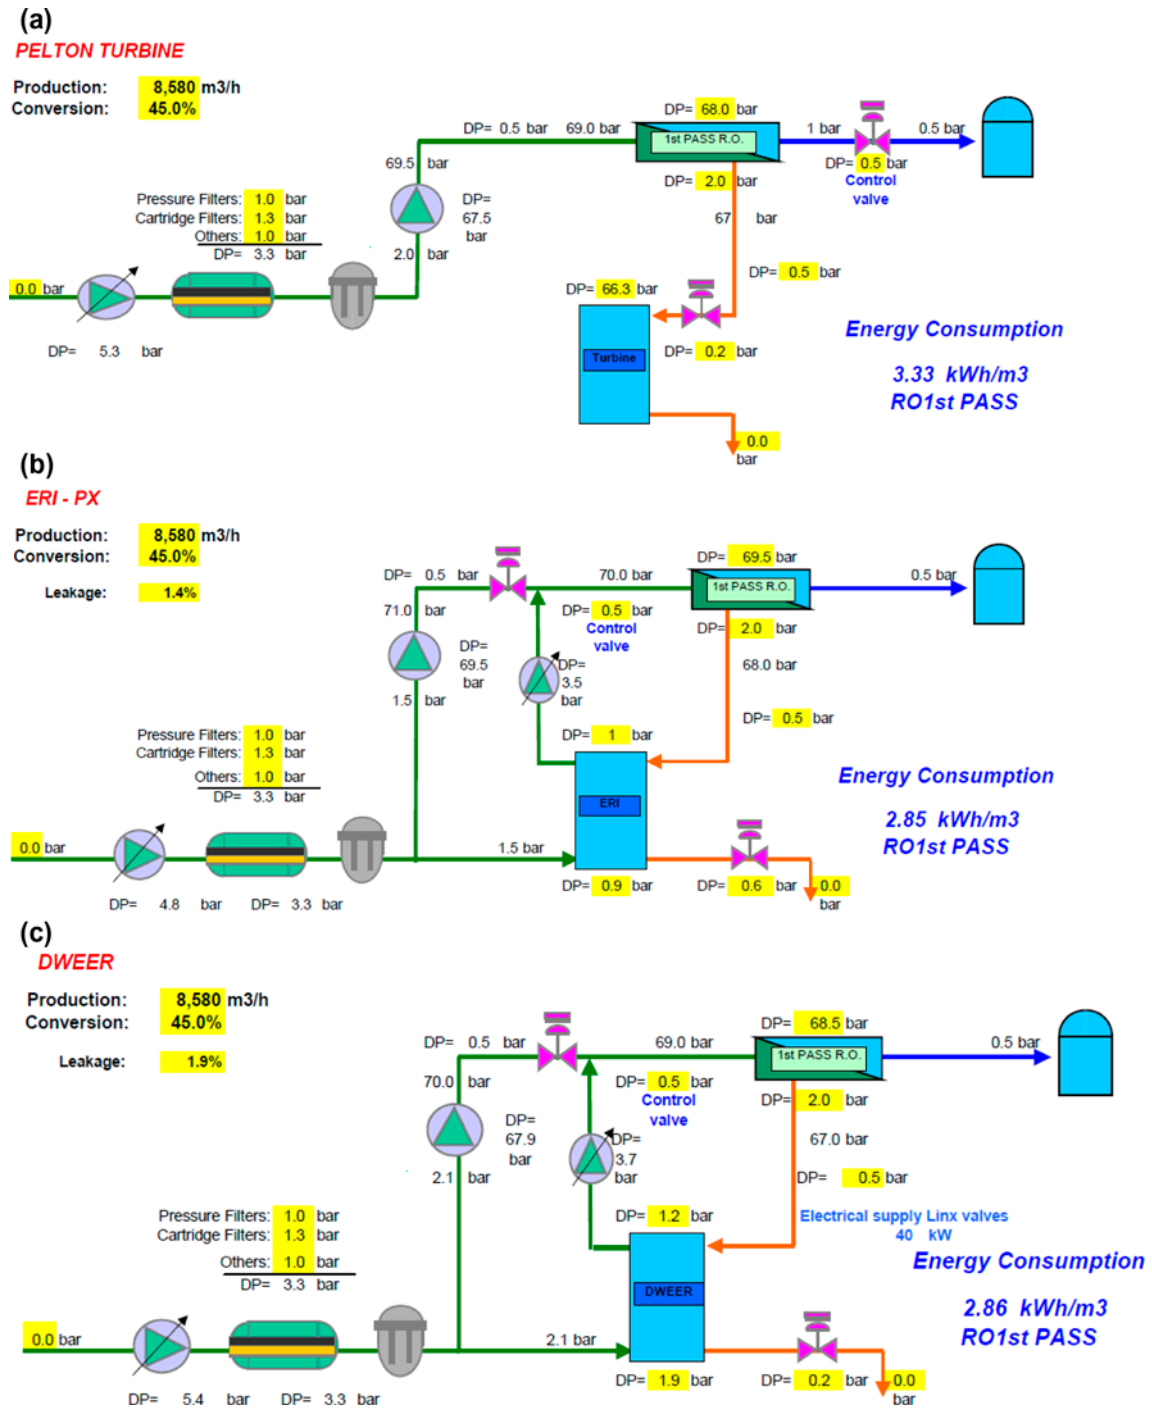 (a)
PELTON TURBINE
Production: 8,580 m3/h
Conversion: 45.0%
DP= 68.0 bar
DP= 0.5 bar 69.0 bar
1st PASS R.O.
1 bar 0.5 bar
69.5 bar
DP= 2.0 bar
DP= 0.5 bar
Control
valve
Pressure Filters: 1.0 bar
Cartridge Filters: 1.3 bar
Others: 1.0 bar
DP= 3.3 bar
DP=
67.5
bar
67 bar
2.0 bar
DP= 0.5 bar
0.0 bar
DP= 66.3 bar
DP= 5.3 bar
Turbine
DP= 0.2 bar
Energy Consumption
3.33 kWh/m3
RO1st PASS
0.0
bar
(b)
ERI - PX
Production: 8,580 m3/h
Conversion: 45.0%
Leakage: 1.4%
DP= 69.5 bar
DP= 0.5 bar
70.0 bar
1st PASS R.O.
0.5 bar
71.0 bar
DP= 0.5 bar
Control
valve
DP= 2.0 bar
DP=
69.5
bar
DP=
3.5
bar
68.0 bar
1.5 bar
DP= 0.5 bar
Pressure Filters: 1.0 bar
Cartridge Filters: 1.3 bar
Others: 1.0 bar
DP= 3.3 bar
DP= 1 bar
ERI
Energy Consumption
2.85 kWh/m3
RO1st PASS
0.0 bar
1.5 bar
DP= 4.8 bar DP= 3.3 bar
DP= 0.9 bar
DP= 0.6 bar
0.0
bar
(c)
DWEER
Production: 8,580 m3/h
Conversion: 45.0%
Leakage: 1.9%
DP= 68.5 bar
DP= 0.5 bar
69.0 bar
1st PASS R.O.
0.5 bar
70.0 bar
DP= 0.5 bar
Control
valve
DP= 2.0 bar
DP=
67.9
bar
DP=
3.7
bar
67.0 bar
2.1 bar
DP= 0.5 bar
Pressure Filters: 1.0 bar
Cartridge Filters: 1.3 bar
Others: 1.0 bar
DP= 3.3 bar
DP= 1.2 bar
Electrical supply Linx valves
40 kW
Energy Consumption
DWEER
2.86 kWh/m3
RO1st PASS
0.0 bar
2.1 bar
DP= 5.4 bar DP= 3.3 bar
DP= 1.9 bar
DP= 0.2 bar
0.0
bar